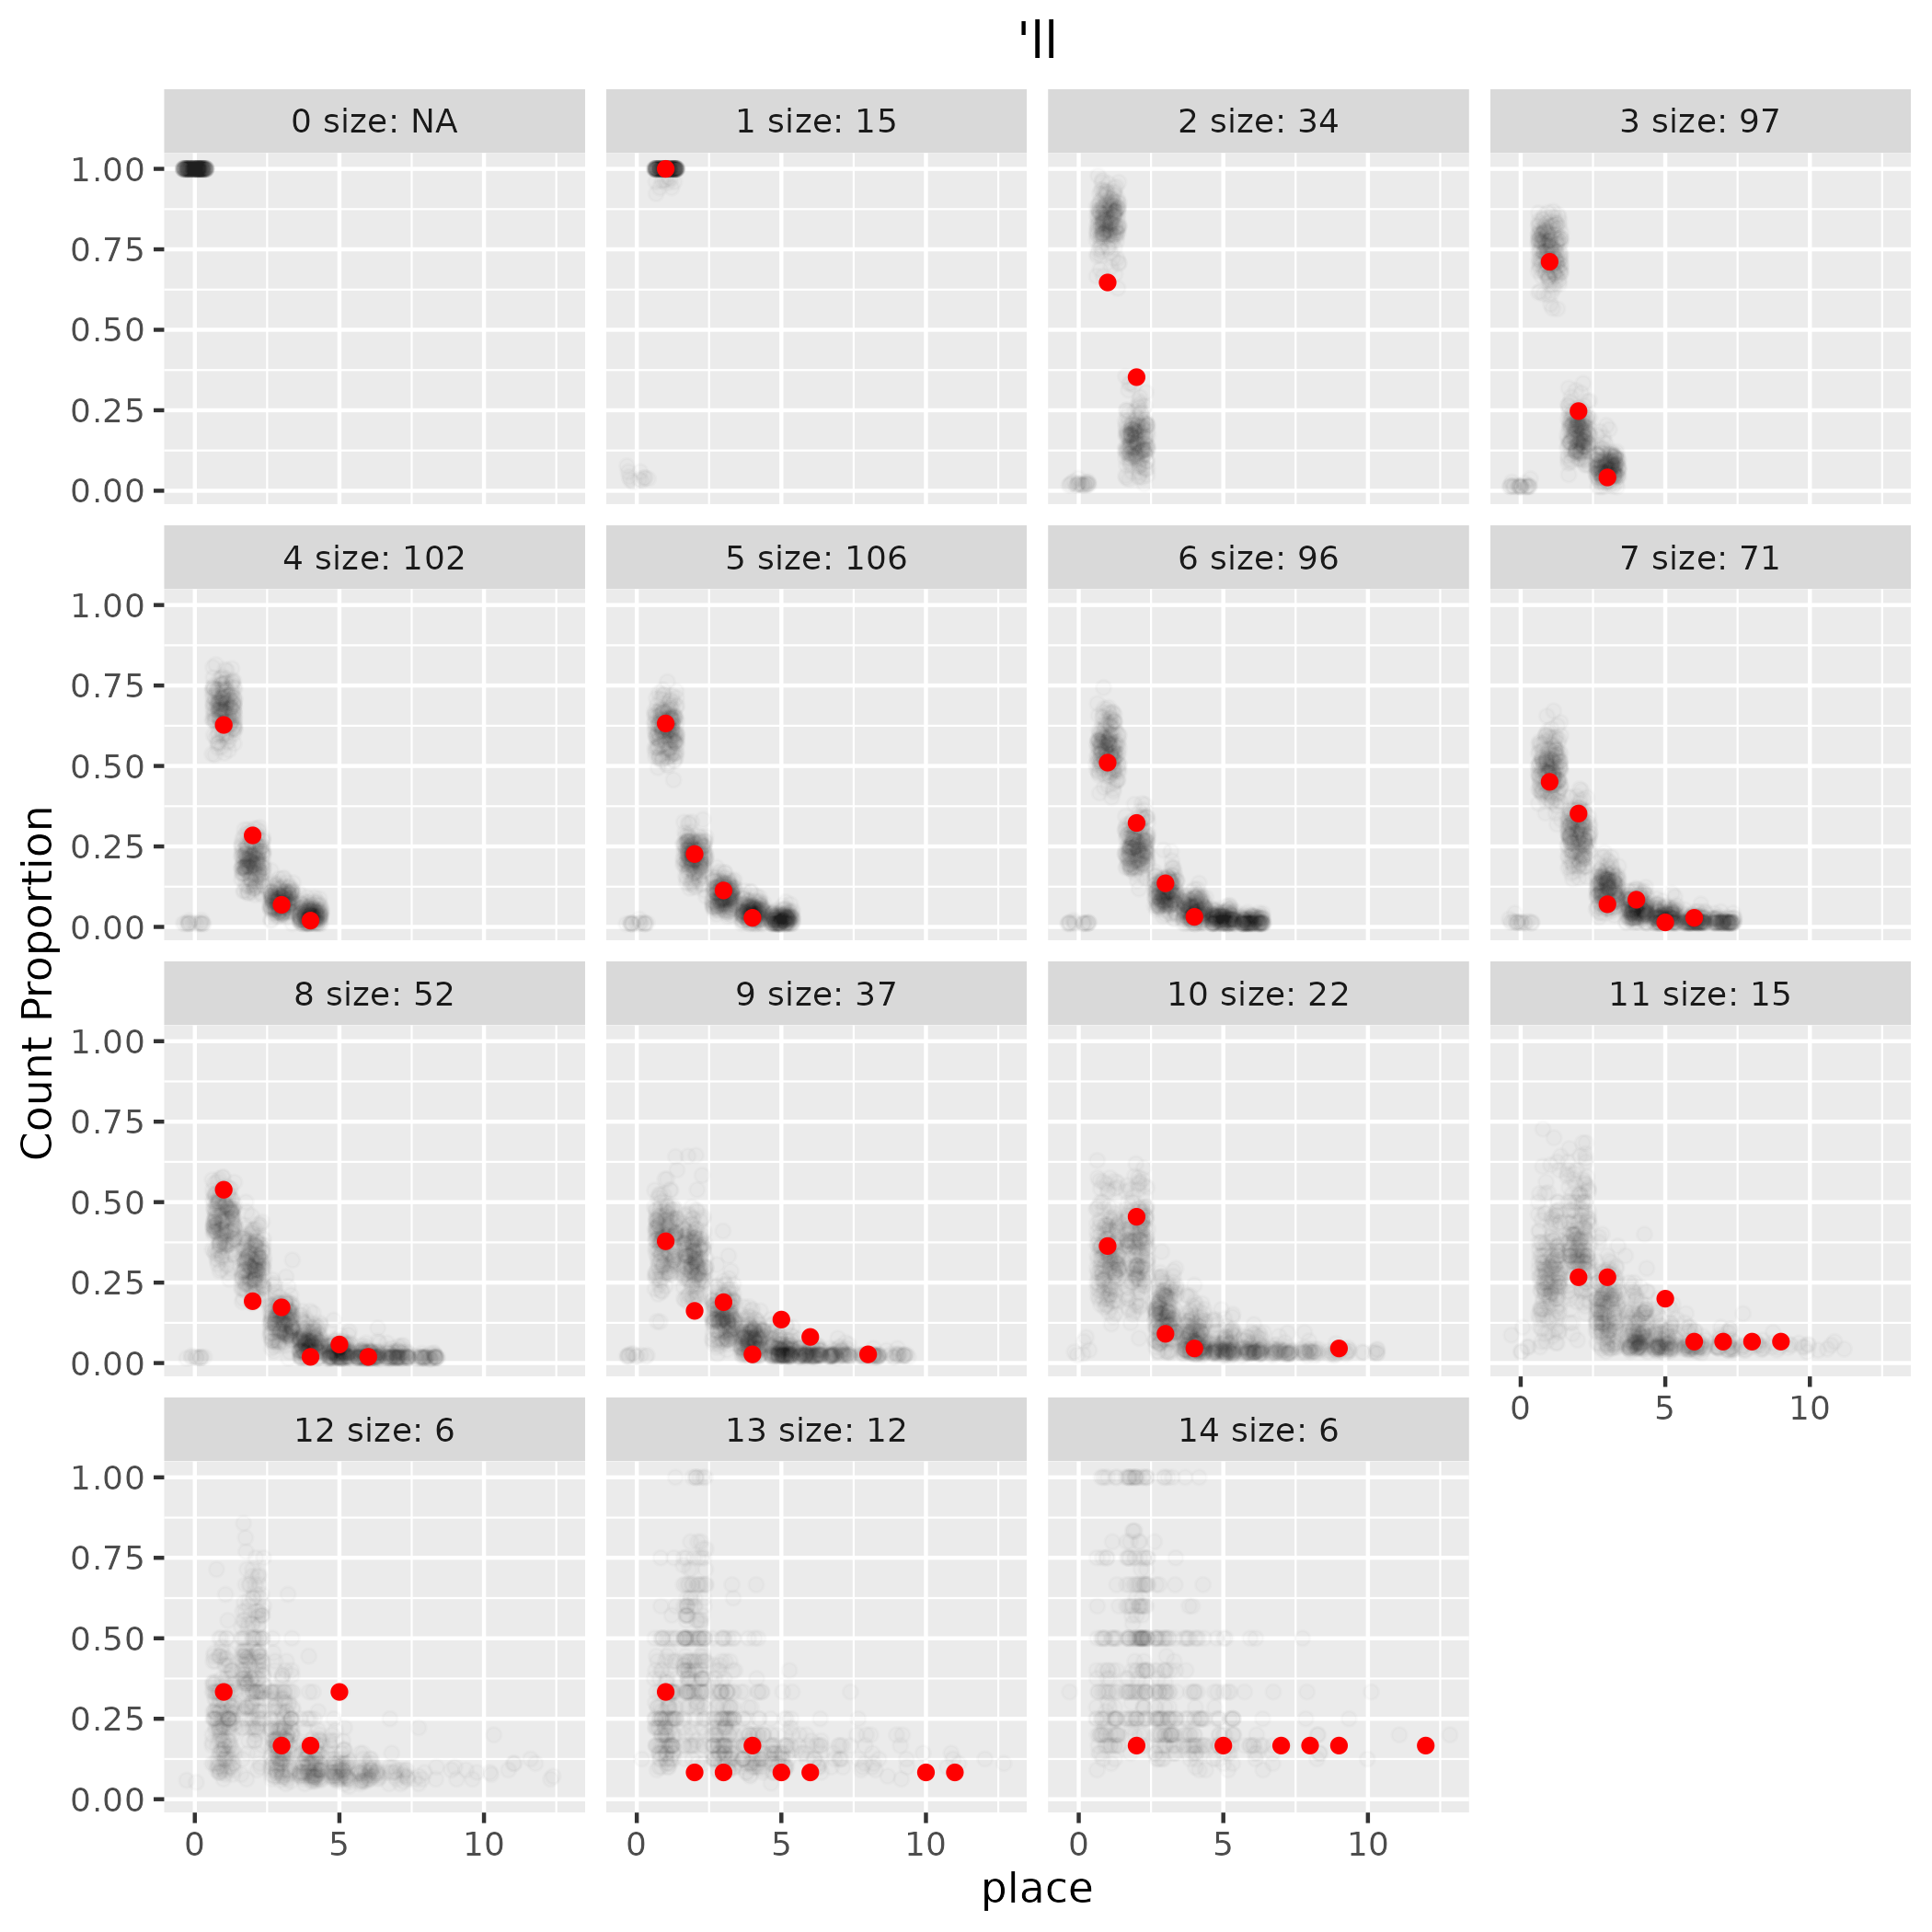 'll
0 size: NA
1 size: 15
2 size: 34
3 size: 97
1.00
0.75
0.50
0.25
0.00
4 size: 102
5 size: 106
6 size: 96
7 size: 71
1.00
0.75
0.50
0.25
0.00
Count Proportion
8 size: 52
9 size: 37
10 size: 22
11 size: 15
1.00
0.75
0.50
0.25
0.00
0 5 10
12 size: 6
13 size: 12
14 size: 6
1.00
0.75
0.50
0.25
0.00
0 5 10
0 5 10
0 5 10
place